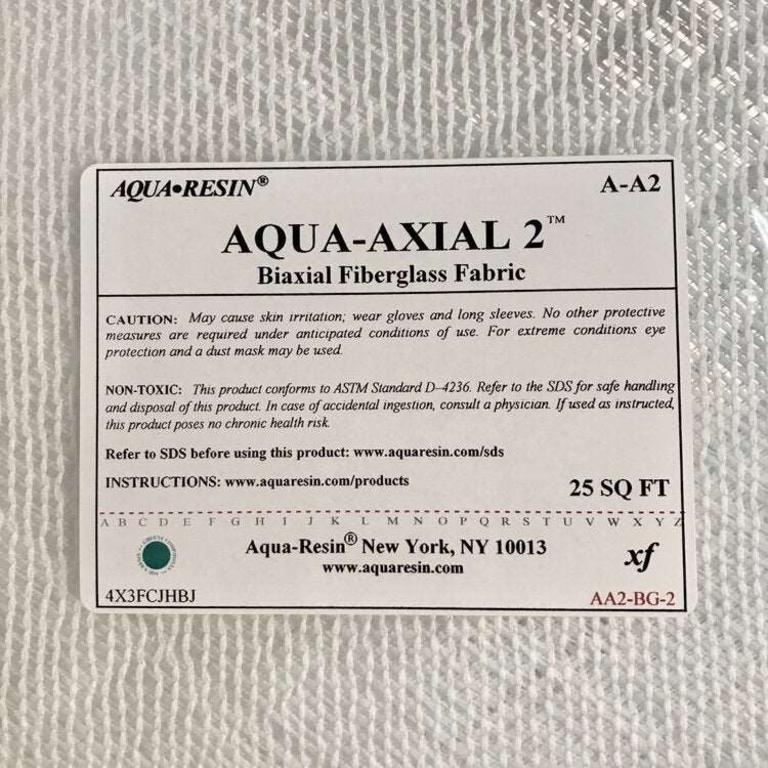 AQUA•RESIN® A-A2
AQUA-AXIAL 2™
Biaxial Fiberglass Fabric
CAUTION: May cause skin irritation; wear gloves and long sleeves. No other protective
measures are required under anticipated conditions of use. For extreme conditions eye
protection and a dust mask may be used.
NON-TOXIC: This product conforms to ASTM Standard D-4236. Refer to the SDS for safe handling
and disposal of this product. In case of accidental ingestion, consult a physician. If used as instructed,
this product poses no chronic health risk.
Refer to SDS before using this product: www.aquaresin.com/sds
INSTRUCTIONS: www.aquaresin.com/products
25 SQ FT
A B C D E F G H I J K L M N O P Q R S T U V W X Y Z
Aqua-Resin® New York, NY 10013
xf
www.aquaresin.com
4X3FCJHBJ
AA2-BG-2